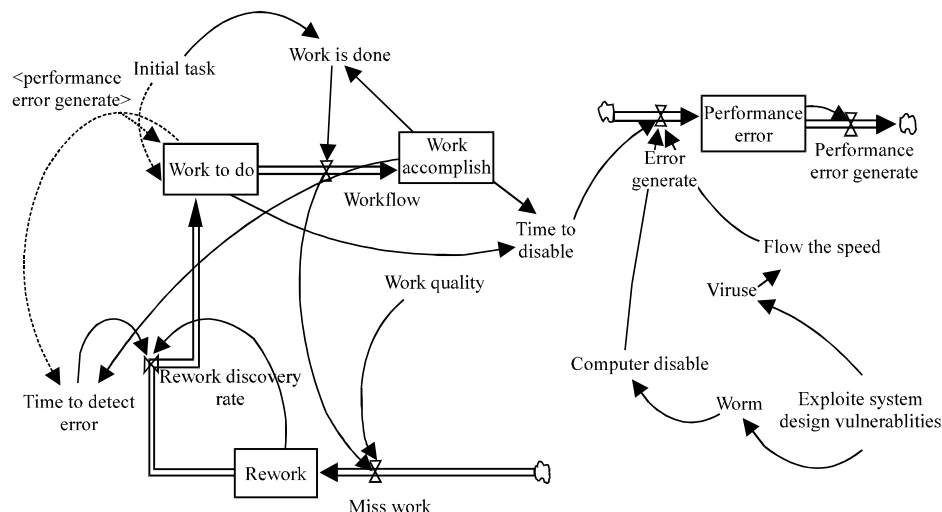 Work is done
Initial task
<performance
error generate>
Work to do
Work
accomplish
Workflow
Performance
error
Error
generate
Performance
error generate
Time to
disable
Flow the speed
Viruse
Work quality
Computer disable
Rework discovery
rate
Time to detect
error
Worm
Exploite system
design vulnerablities
Rework
Miss work